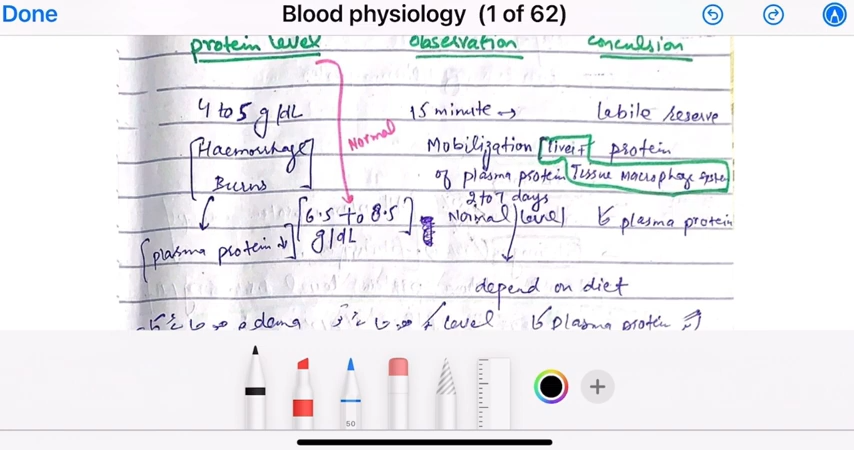 Done
Blood physiology (1 of 62)
protein level observation conculsion
4 to 5 g/dL 15 minute → Labile reserve
Normal
Haemorrhage Mobilization [liver+ protein
Burns of plasma protein Tissue Macrophage System
2 to 7 days
[6.5 to 8.5] Normal level plasma protein
[plasma protein ↓] g/dL
depend on diet
level plasma protein
50